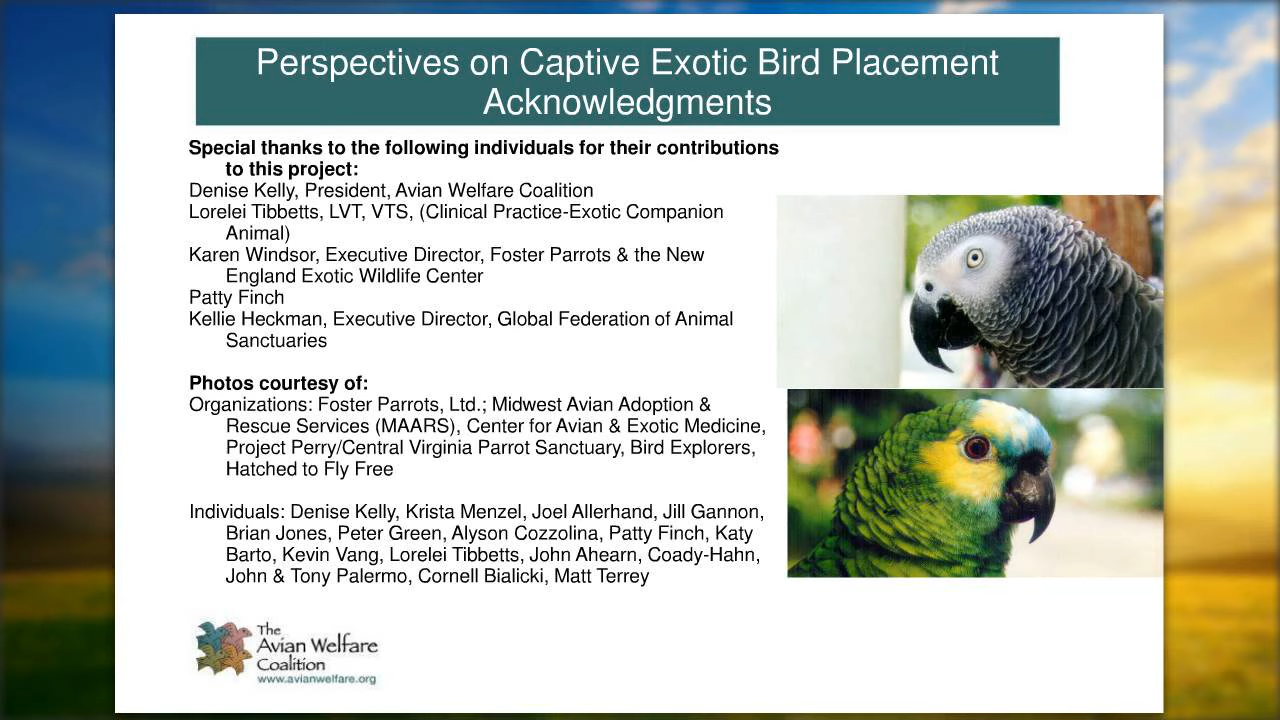 Perspectives on Captive Exotic Bird Placement
Acknowledgments
Special thanks to the following individuals for their contributions
to this project:
Denise Kelly, President, Avian Welfare Coalition
Lorelei Tibbetts, LVT, VTS, (Clinical Practice-Exotic Companion
Animal)
Karen Windsor, Executive Director, Foster Parrots & the New
England Exotic Wildlife Center
Patty Finch
Kellie Heckman, Executive Director, Global Federation of Animal
Sanctuaries
Photos courtesy of:
Organizations: Foster Parrots, Ltd.; Midwest Avian Adoption &
Rescue Services (MAARS), Center for Avian & Exotic Medicine,
Project Perry/Central Virginia Parrot Sanctuary, Bird Explorers,
Hatched to Fly Free
Individuals: Denise Kelly, Krista Menzel, Joel Allerhand, Jill Gannon,
Brian Jones, Peter Green, Alyson Cozzolina, Patty Finch, Katy
Barto, Kevin Vang, Lorelei Tibbetts, John Ahearn, Coady-Hahn,
John & Tony Palermo, Cornell Bialicki, Matt Terrey
The
Avian Welfare
Coalition
www.avianwelfare.org